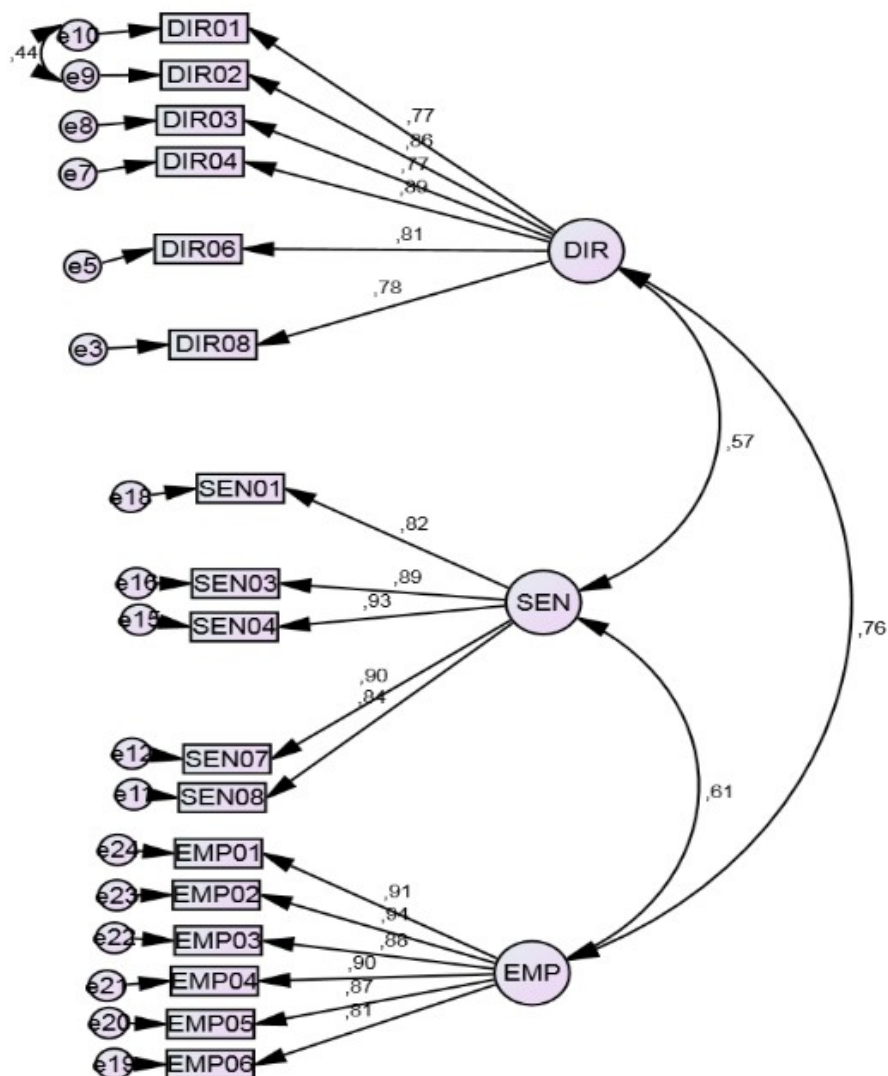 e10 DIR01
,44
e9 DIR02
e8 DIR03
e7 DIR04
,77
,86
,77
,89
e5 DIR06 ,81 DIR
,78
e3 DIR08
,57
e18 SEN01
,82
e16 SEN03 ,89
e15 SEN04 ,93
SEN
,76
,90
,84
e12 SEN07
e11 SEN08
,61
e24 EMP01
e23 EMP02 ,91
,94
e22 EMP03 ,88
e21 EMP04 ,90 EMP
e20 EMP05 ,87
,81
e19 EMP06